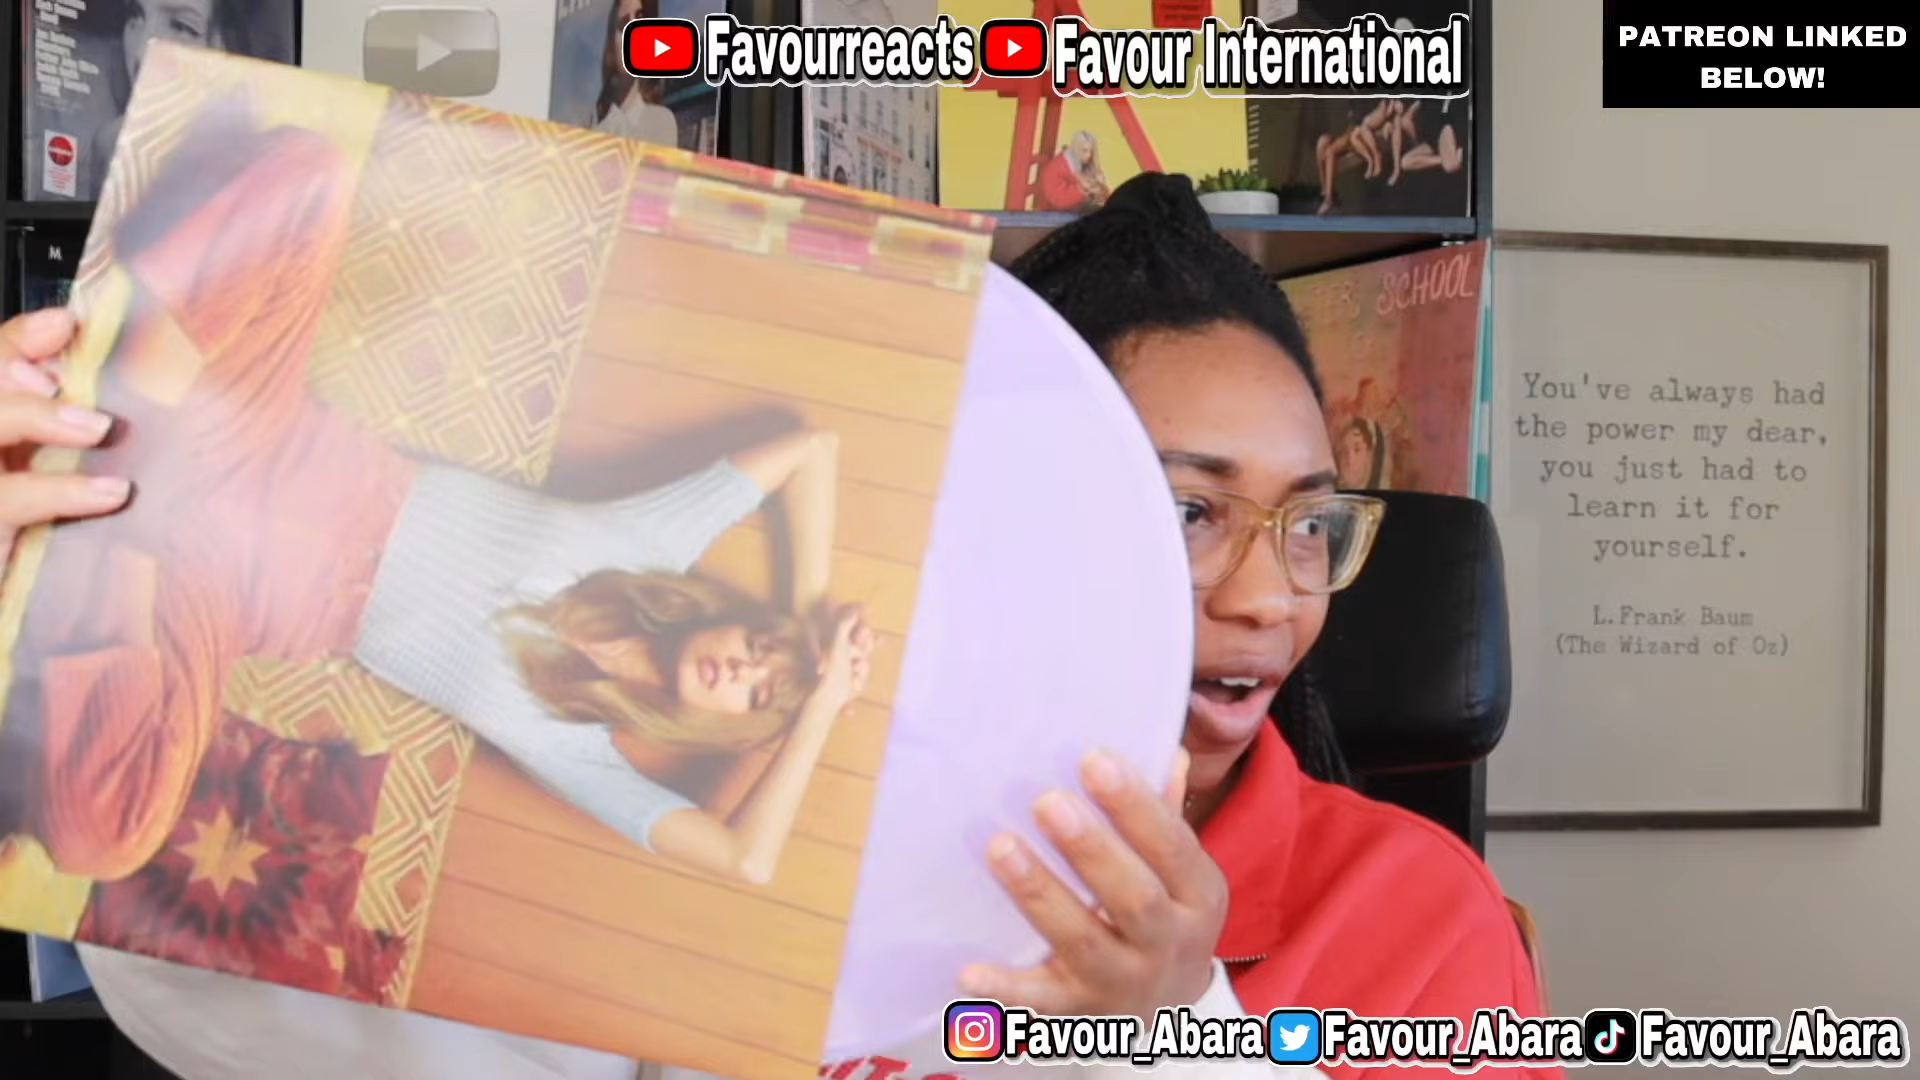 Favourreacts
Favour International
PATREON LINKED
BELOW!
M
SCHOOL
You've always had
the power my dear,
you just had to
learn it for
yourself.
L.Frank Baum
(The Wizard of Oz)
Favour_Abara
Favour_Abara
Favour_Abara